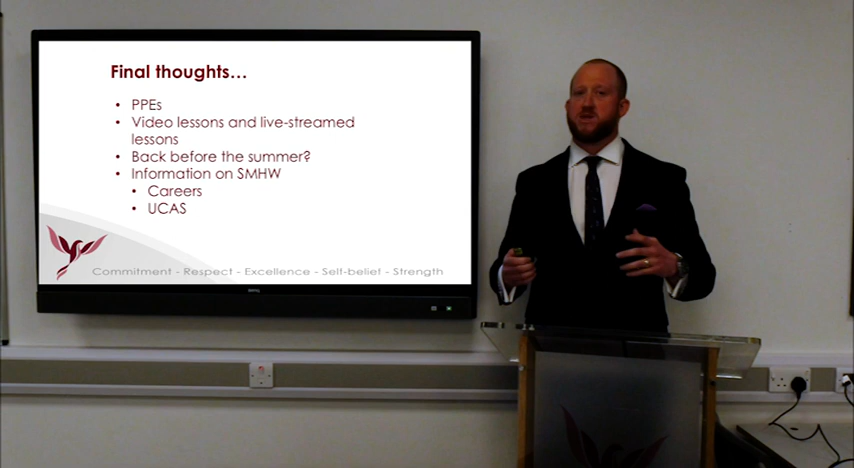 Final thoughts...
• PPEs
• Video lessons and live-streamed
lessons
• Back before the summer?
• Information on SMHW
• Careers
• UCAS
Commitment - Respect - Excellence - Self-belief - Strength
BenQ